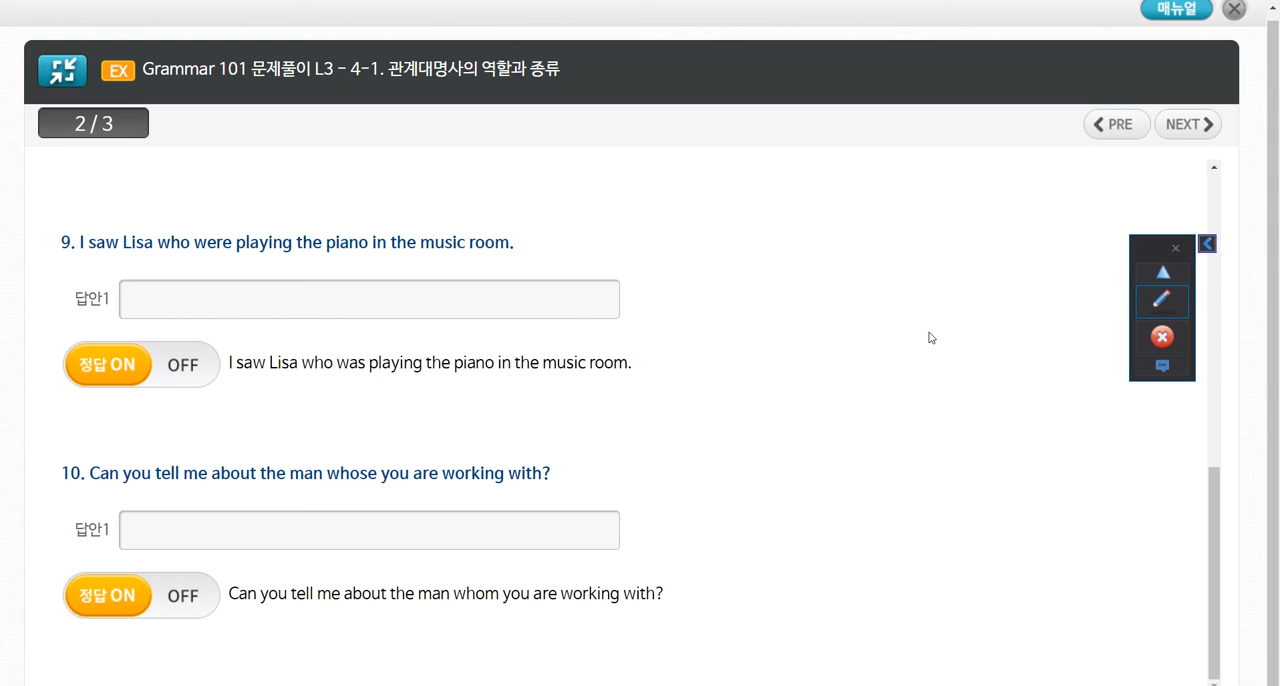 매뉴얼
EX Grammar 101 문제풀이 L3 - 4-1. 관계대명사의 역할과 종류
2 / 3
PRE NEXT
9. I saw Lisa who were playing the piano in the music room.
답안1
정답 ON OFF I saw Lisa who was playing the piano in the music room.
10. Can you tell me about the man whose you are working with?
답안1
정답 ON OFF Can you tell me about the man whom you are working with?